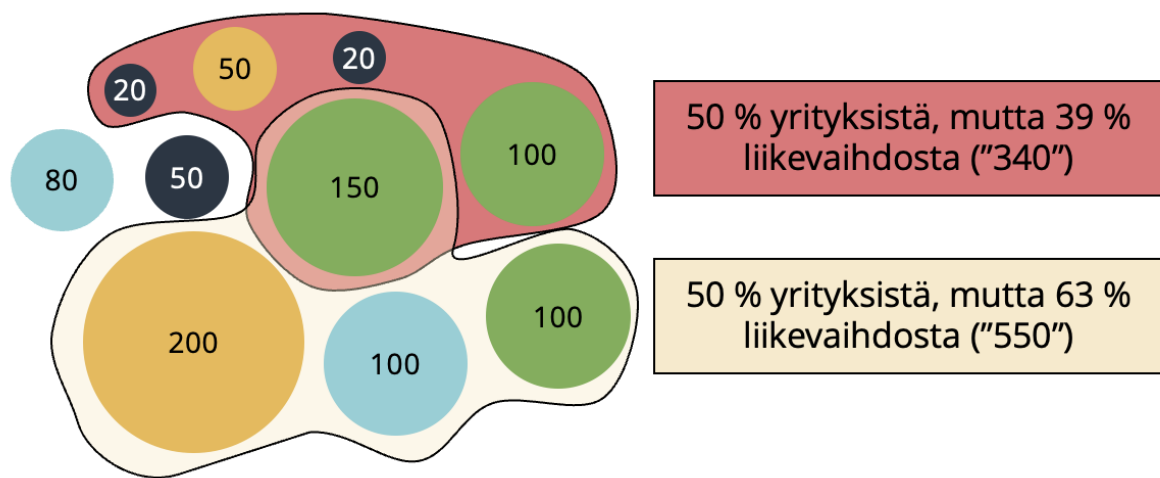 20
50
20
80
50
150
100
200
100
100
50 % yrityksistä, mutta 39 %
liikevaihdosta (”340”)
50 % yrityksistä, mutta 63 %
liikevaihdosta (”550”)